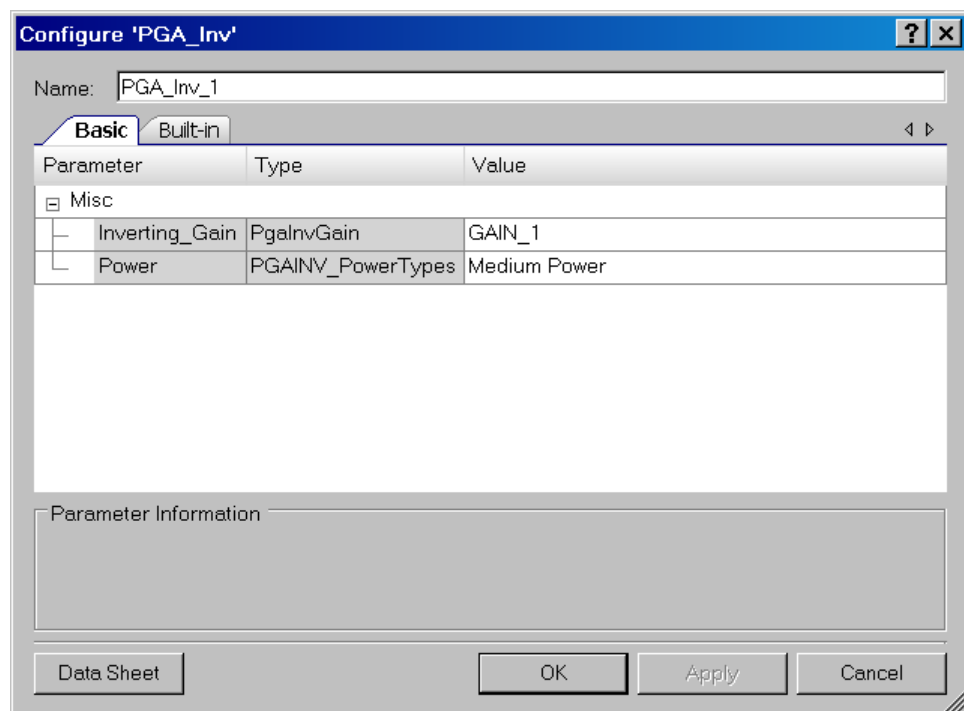 Configure 'PGA_Inv'
Name: PGA_Inv_1
Basic Built-in
Parameter Type Value
Misc
Inverting_Gain PgaInvGain GAIN_1
Power PGAINV_PowerTypes Medium Power
Parameter Information
Data Sheet OK Apply Cancel